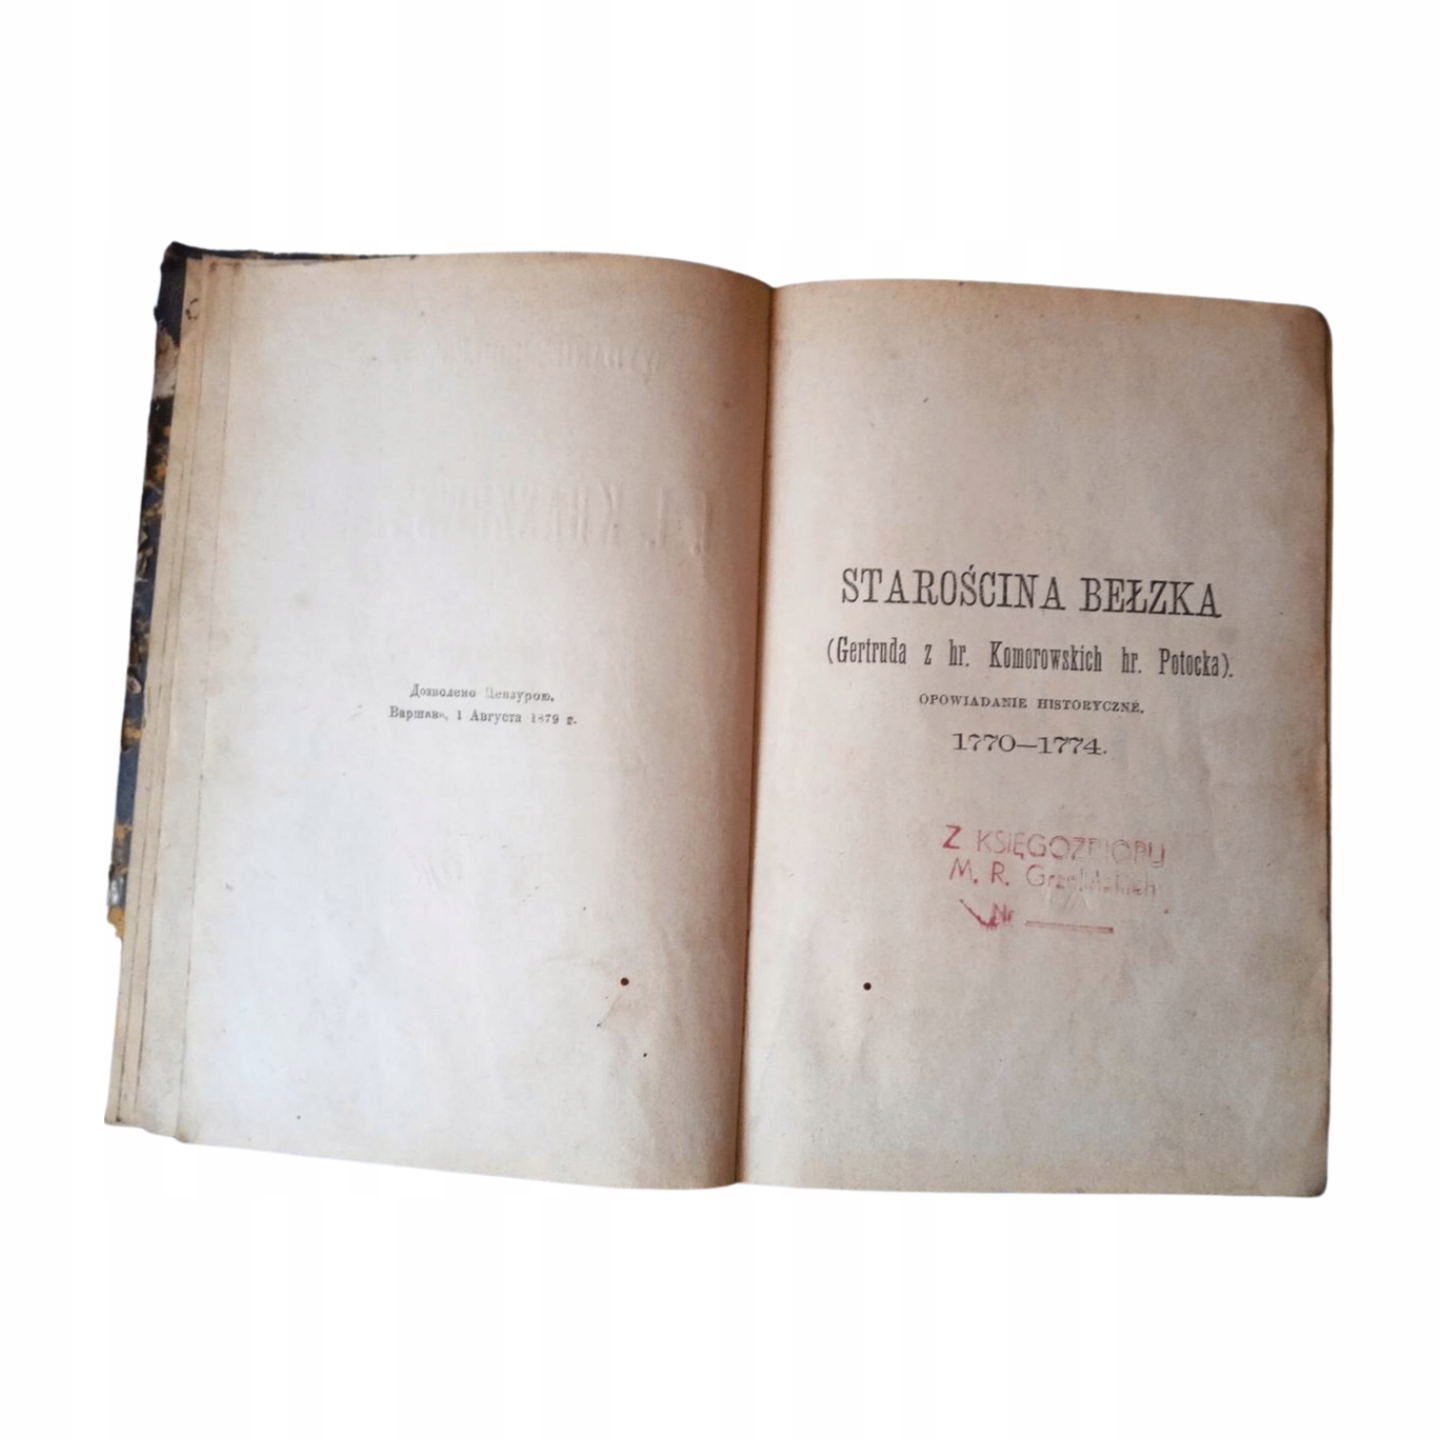 Дозволено Цензурою.
Варшава, 1 Августа 1879 г.
STAROŚCINA BEŁZKA
(Gertruda z hr. Komorowskich hr. Potocka).
OPOWIADANIE HISTORYCZNE.
1770—1774.
Z KSIĘGOZBIORU
M. R.
Nr